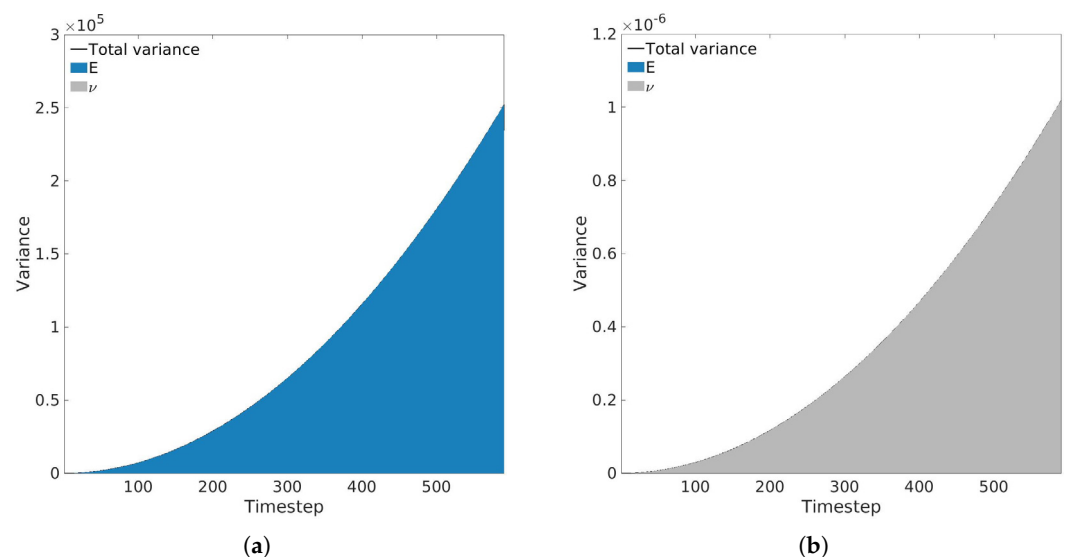 ×10⁵
3
2.5
2
1.5
1
0.5
0
Variance
Total variance
E
ν
100
200
300
400
500
Timestep
(a)
×10⁻⁶
1.2
1
0.8
0.6
0.4
0.2
0
Variance
Total variance
E
ν
100
200
300
400
500
Timestep
(b)